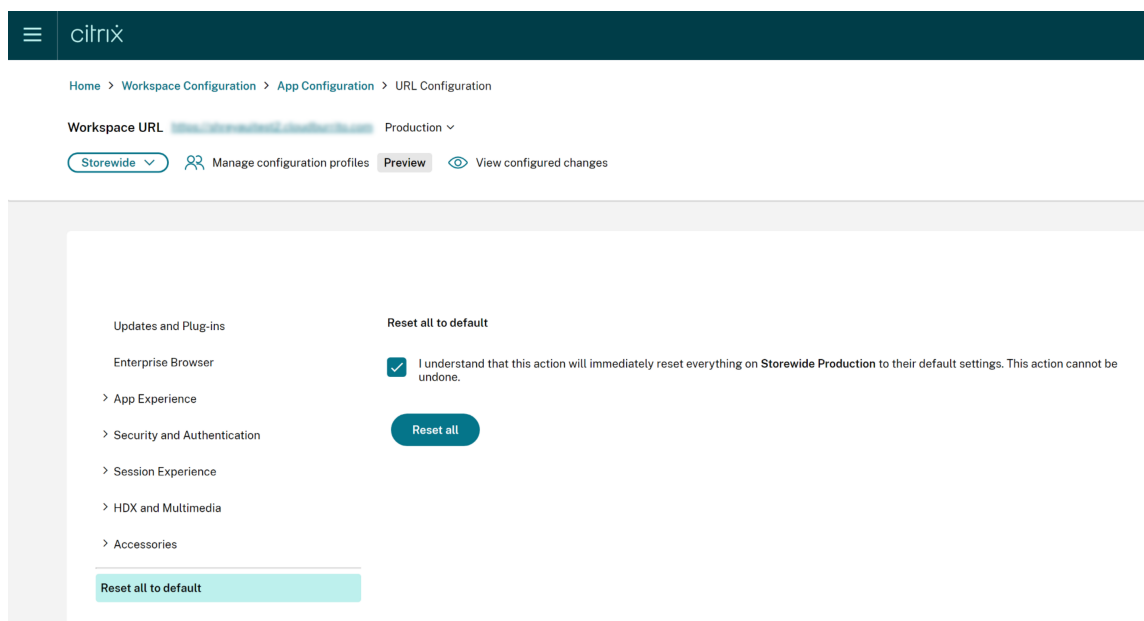 citrix
Home > Workspace Configuration > App Configuration > URL Configuration
Workspace URL Production
Storewide Manage configuration profiles Preview View configured changes
Updates and Plug-ins
Enterprise Browser
App Experience
Security and Authentication
Session Experience
HDX and Multimedia
Accessories
Reset all to default
Reset all to default
I understand that this action will immediately reset everything on Storewide Production to their default settings. This action cannot be
undone.
Reset all